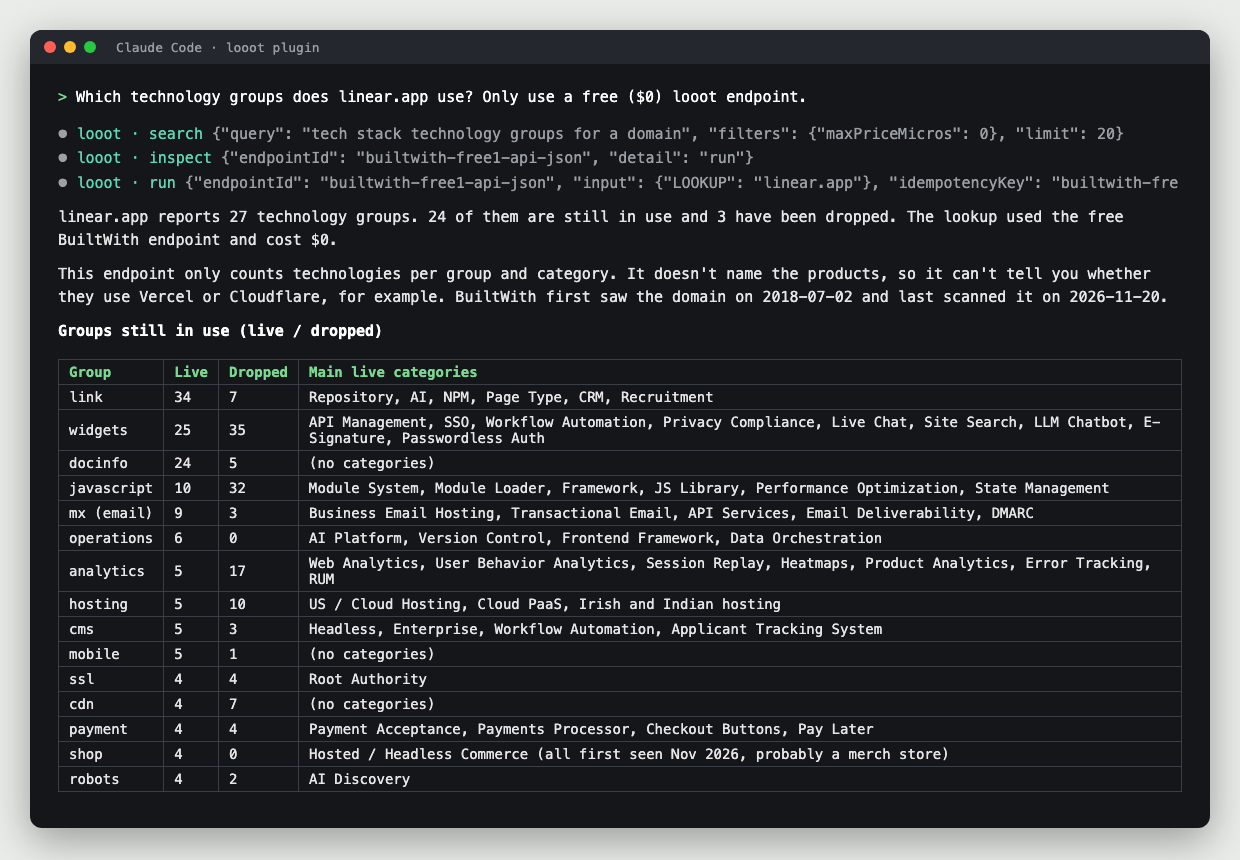 Claude Code · looot plugin
> Which technology groups does linear.app use? Only use a free ($0) looot endpoint.
● looot · search {"query": "tech stack technology groups for a domain", "filters": {"maxPriceMicros": 0}, "limit": 20}
● looot · inspect {"endpointId": "builtwith-free1-api-json", "detail": "run"}
● looot · run {"endpointId": "builtwith-free1-api-json", "input": {"LOOKUP": "linear.app"}, "idempotencyKey": "builtwith-fre
linear.app reports 27 technology groups. 24 of them are still in use and 3 have been dropped. The lookup used the free
BuiltWith endpoint and cost $0.
This endpoint only counts technologies per group and category. It doesn't name the products, so it can't tell you whether
they use Vercel or Cloudflare, for example. BuiltWith first saw the domain on 2018-07-02 and last scanned it on 2026-11-20.
Groups still in use (live / dropped)
Group Live Dropped Main live categories
link 34 7 Repository, AI, NPM, Page Type, CRM, Recruitment
widgets 25 35 API Management, SSO, Workflow Automation, Privacy Compliance, Live Chat, Site Search, LLM Chatbot, E-
Signature, Passwordless Auth
docinfo 24 5 (no categories)
javascript 10 32 Module System, Module Loader, Framework, JS Library, Performance Optimization, State Management
mx (email) 9 3 Business Email Hosting, Transactional Email, API Services, Email Deliverability, DMARC
operations 6 0 AI Platform, Version Control, Frontend Framework, Data Orchestration
analytics 5 17 Web Analytics, User Behavior Analytics, Session Replay, Heatmaps, Product Analytics, Error Tracking,
RUM
hosting 5 10 US / Cloud Hosting, Cloud PaaS, Irish and Indian hosting
cms 5 3 Headless, Enterprise, Workflow Automation, Applicant Tracking System
mobile 5 1 (no categories)
ssl 4 4 Root Authority
cdn 4 7 (no categories)
payment 4 4 Payment Acceptance, Payments Processor, Checkout Buttons, Pay Later
shop 4 0 Hosted / Headless Commerce (all first seen Nov 2026, probably a merch store)
robots 4 2 AI Discovery